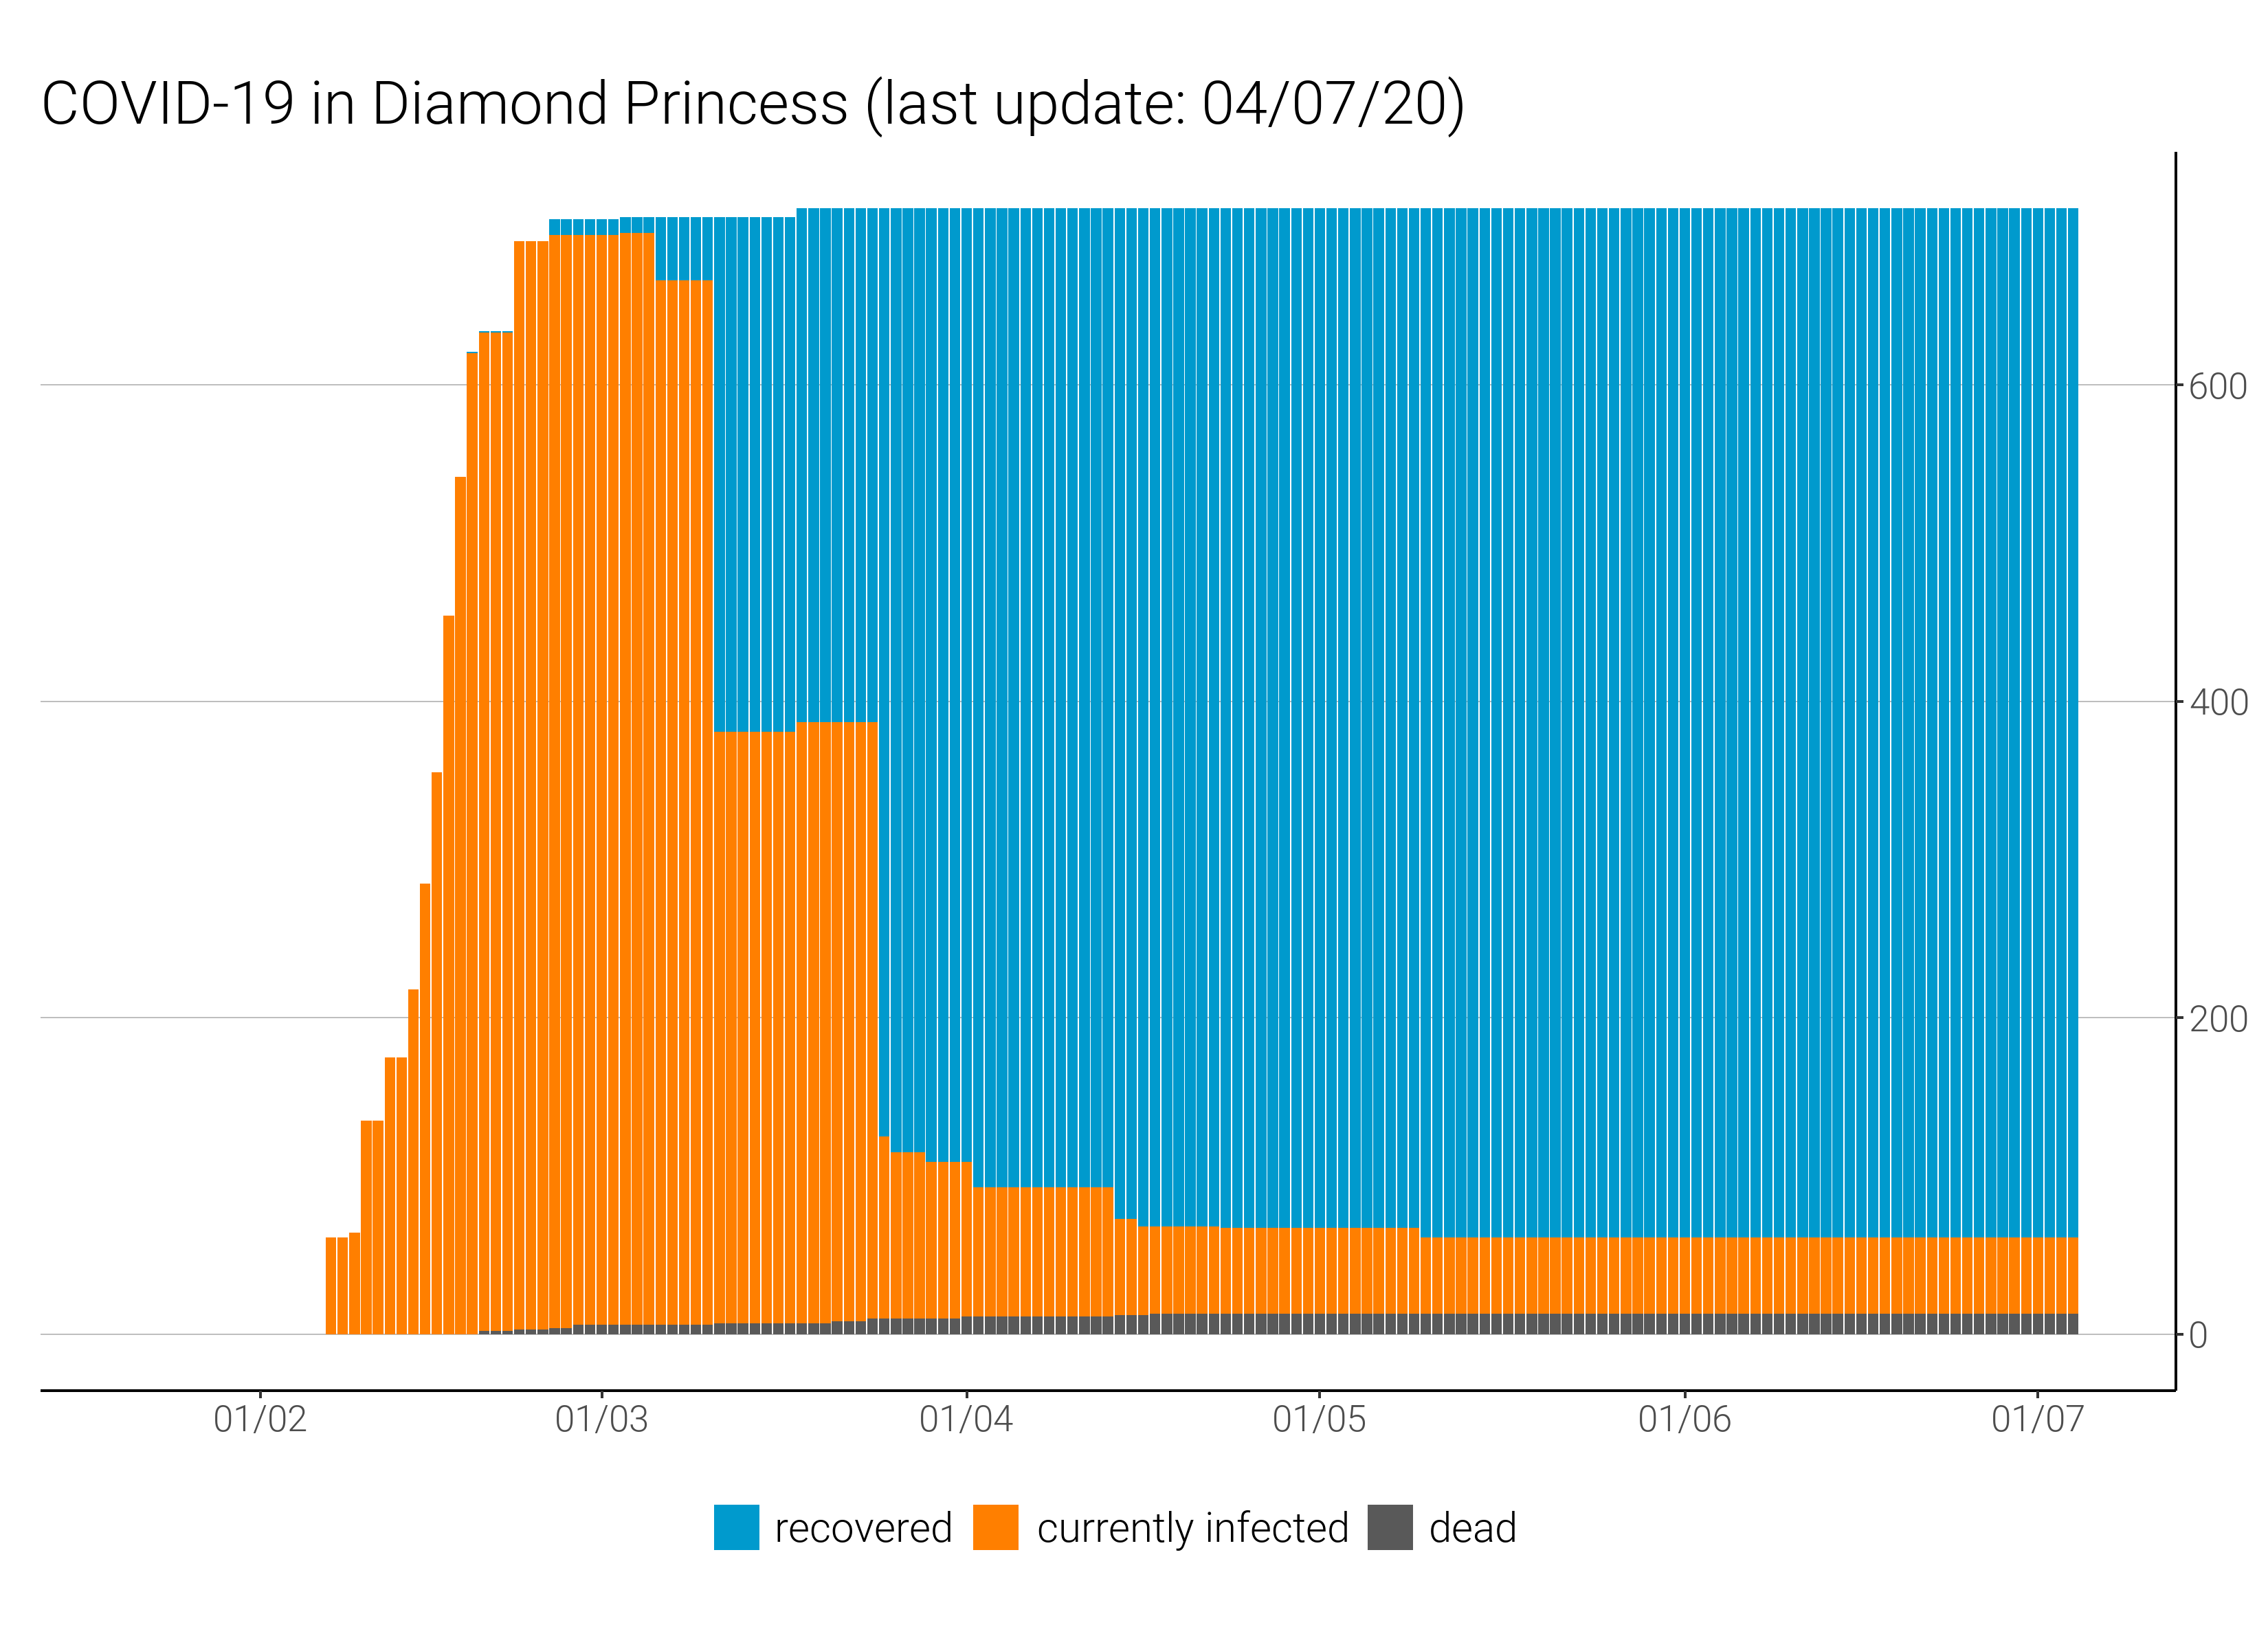 COVID-19 in Diamond Princess (last update: 04/07/20)
600
400
200
0
01/02 01/03 01/04 01/05 01/06 01/07
recovered currently infected dead